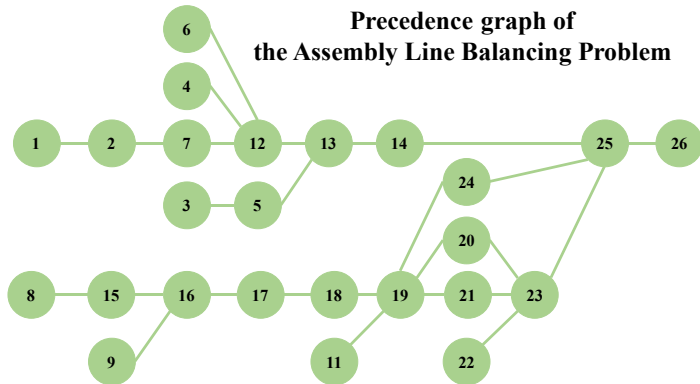 Precedence graph of
the Assembly Line Balancing Problem
6
4
1 2 7 12 13 14 25 26
24
3 5
20
8 15 16 17 18 19 21 23
9 11 22